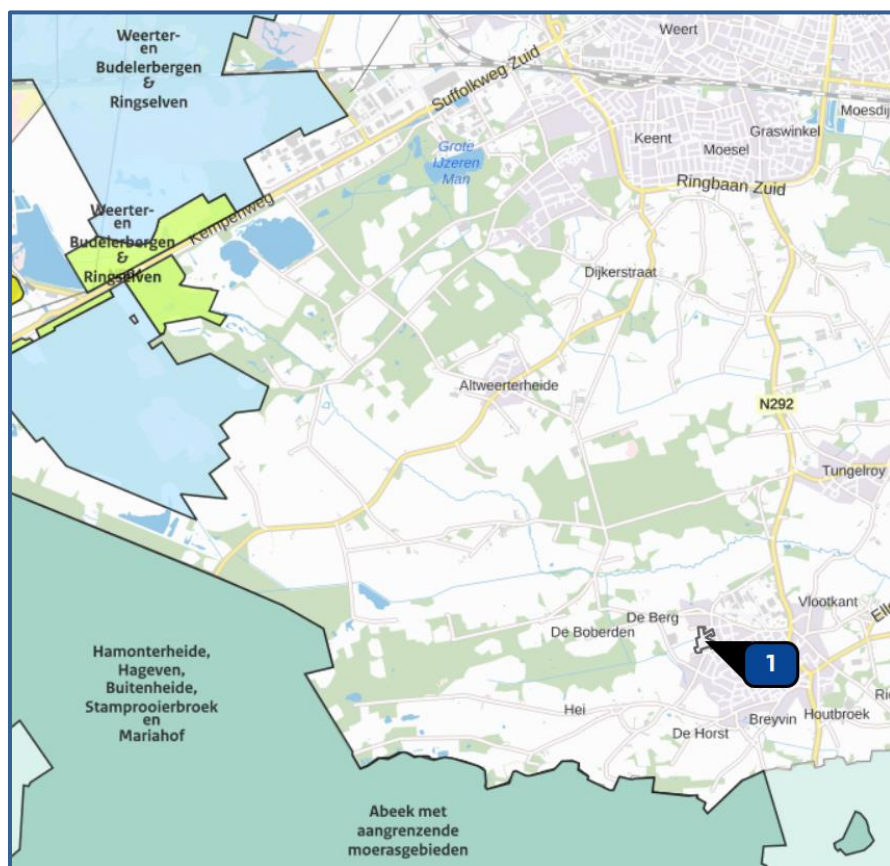 Weerter-
en
Budelerbergen
&
Ringselven
Weert
Suffolkweg Zuid
Keent
Graswinkel
Moesel
Grote
IJzeren
Man
Ringbaan Zuid
Weerter-
en
Budelerbergen
&
Ringselven
Kempenweg
Dijkerstraat
Altweerterheide
N292
Tungelroy
Vlootkant
De Berg
De Boberden
1
Hamonterheide,
Hageven,
Buitenheide,
Stamprooierbroek
en
Mariahof
Hei
Houtbroek
Breyvin
De Horst
Abeek met
aangrenzende
moerasgebieden